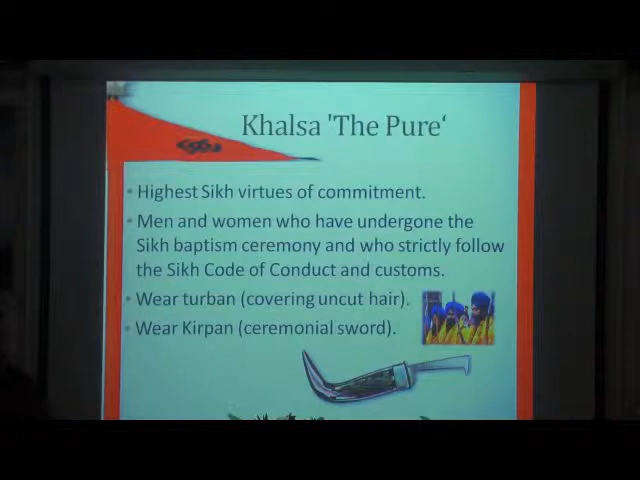 Khalsa 'The Pure‘
• Highest Sikh virtues of commitment.
• Men and women who have undergone the
Sikh baptism ceremony and who strictly follow
the Sikh Code of Conduct and customs.
• Wear turban (covering uncut hair).
• Wear Kirpan (ceremonial sword).